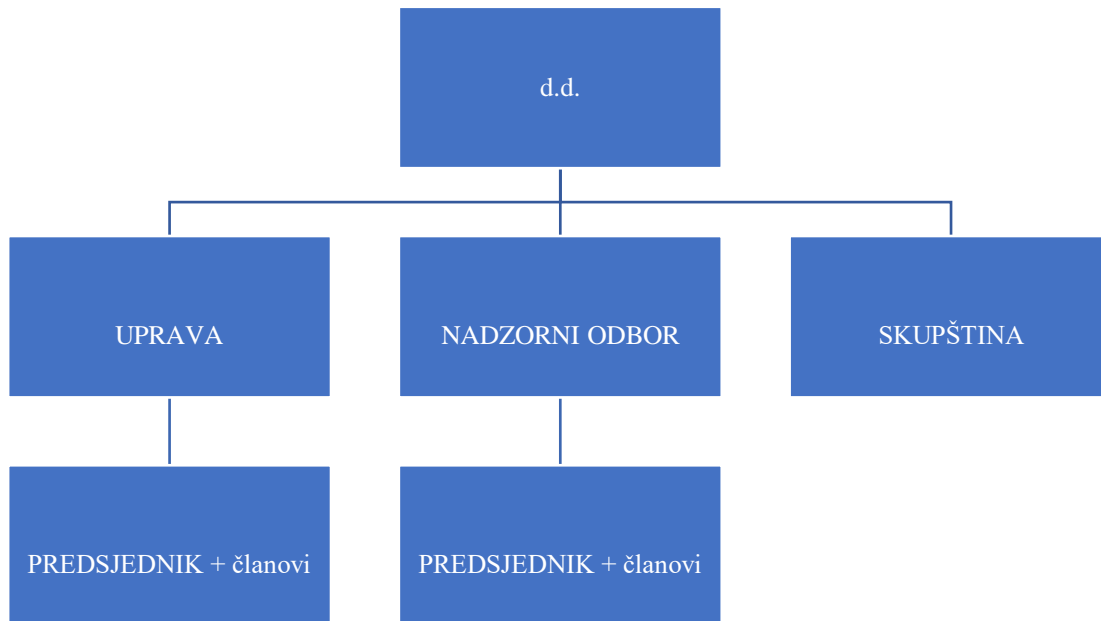 d.d.
UPRAVA
NADZORNI ODBOR
SKUPŠTINA
PREDSJEDNIK + članovi
PREDSJEDNIK + članovi